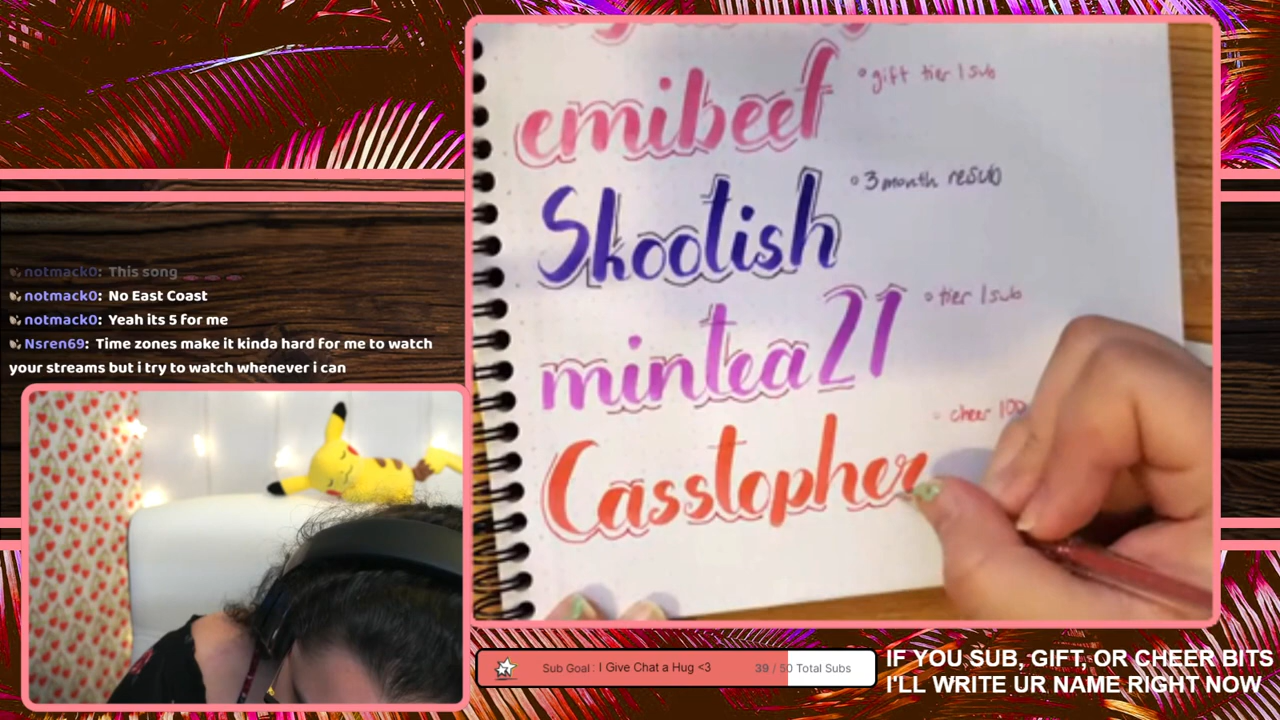 notmack0: This song
notmack0: No East Coast
notmack0: Yeah its 5 for me
Nsren69: Time zones make it kinda hard for me to watch
your streams but i try to watch whenever i can
emibeef
° gift tier 1 sub
Skootish
° 3 month resub
mintea21
° tier 1 sub
Casstopher
° cheer 100
Sub Goal: I Give Chat a Hug <3
39 / 50 Total Subs
IF YOU SUB, GIFT, OR CHEER BITS
I'LL WRITE UR NAME RIGHT NOW